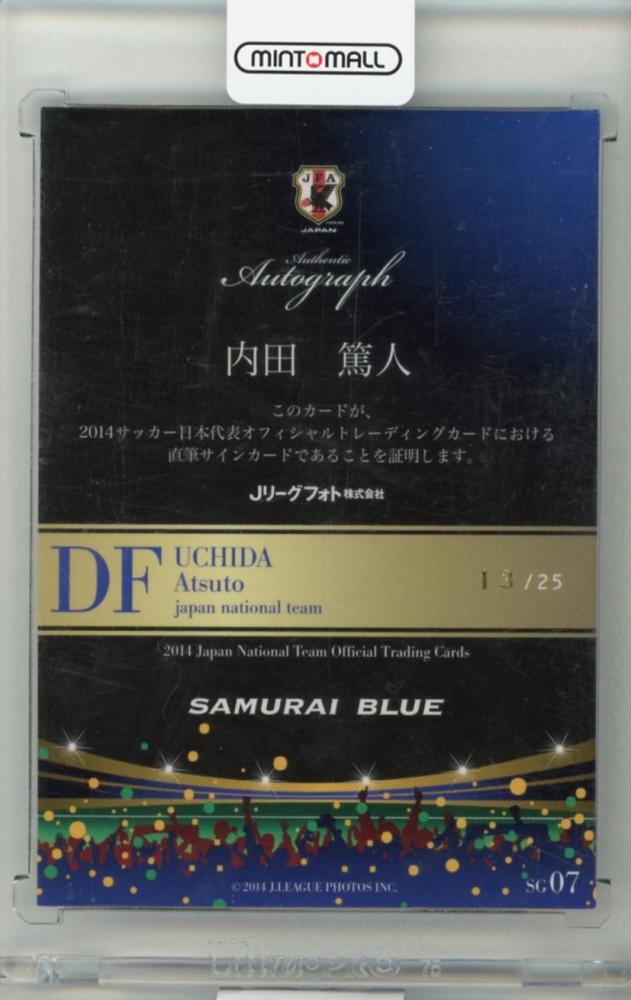 MINTMALL
JFA
JAPAN
Authentic
Autograph
内田 篤人
このカードが、
2014サッカー日本代表オフィシャルトレーディングカードにおける
直筆サインカードであることを証明します。
Jリーグフォト株式会社
DF
UCHIDA
Atsuto
japan national team
13/25
2014 Japan National Team Official Trading Cards
SAMURAI BLUE
©2014 J.LEAGUE PHOTOS INC.
SG07